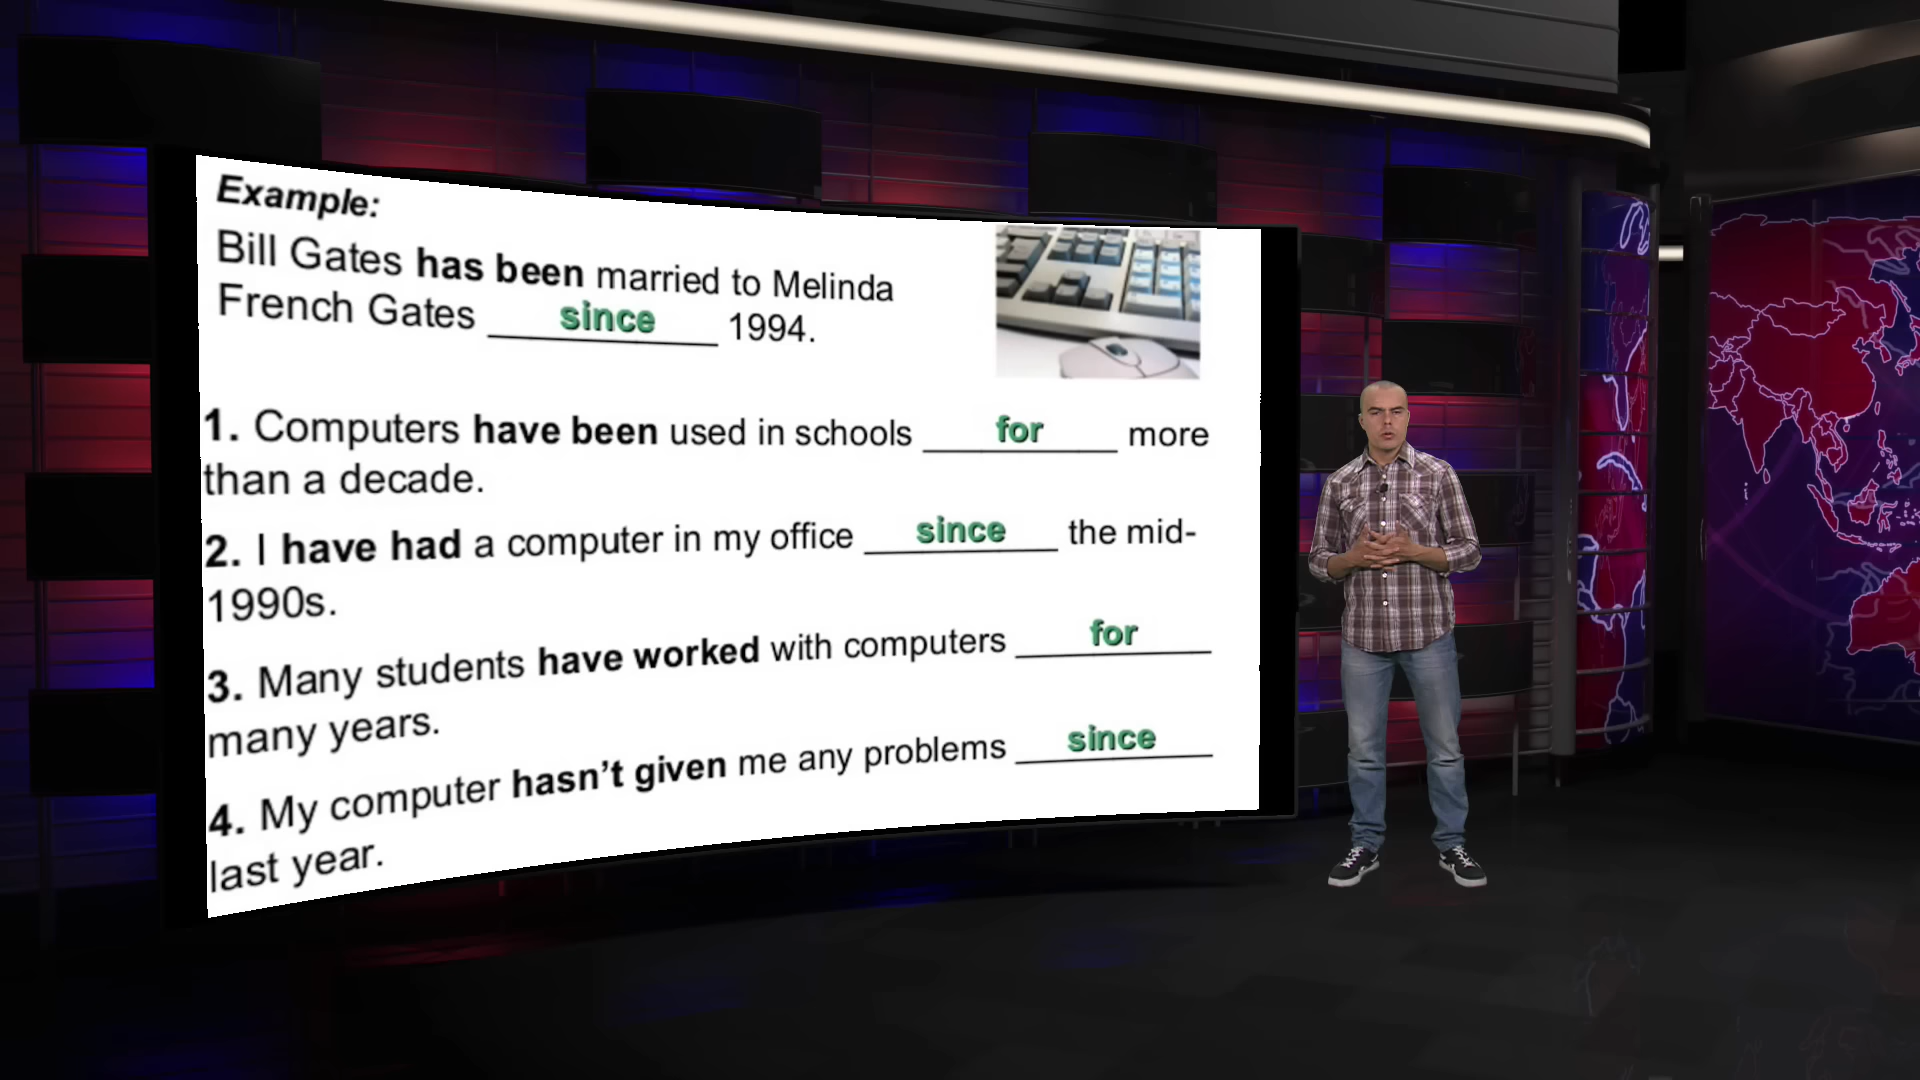 Example:
Bill Gates has been married to Melinda
French Gates since 1994.
1. Computers have been used in schools for more
than a decade.
2. I have had a computer in my office since the mid-
1990s.
3. Many students have worked with computers for
many years.
4. My computer hasn't given me any problems since
last year.